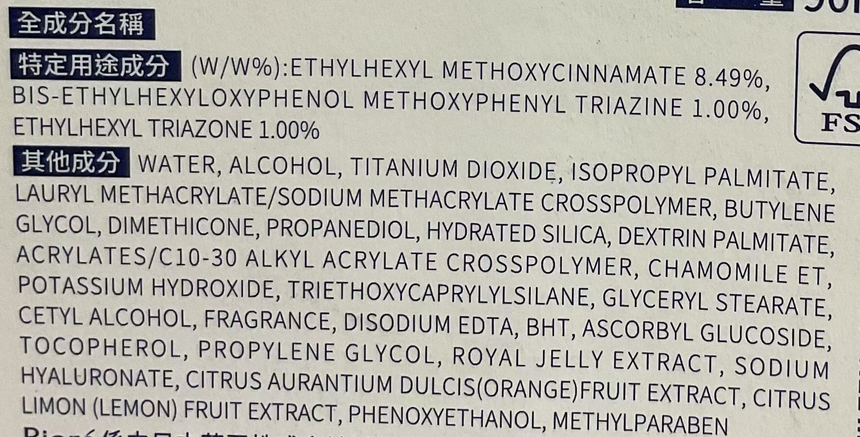 全成分名稱
特定用途成分 (W/W%):ETHYLHEXYL METHOXYCINNAMATE 8.49%,
BIS-ETHYLHEXYLOXYPHENOL METHOXYPHENYL TRIAZINE 1.00%,
ETHYLHEXYL TRIAZONE 1.00%
FS
其他成分 WATER, ALCOHOL, TITANIUM DIOXIDE, ISOPROPYL PALMITATE,
LAURYL METHACRYLATE/SODIUM METHACRYLATE CROSSPOLYMER, BUTYLENE
GLYCOL, DIMETHICONE, PROPANEDIOL, HYDRATED SILICA, DEXTRIN PALMITATE,
ACRYLATES/C10-30 ALKYL ACRYLATE CROSSPOLYMER, CHAMOMILE ET,
POTASSIUM HYDROXIDE, TRIETHOXYCAPRYLYLSILANE, GLYCERYL STEARATE,
CETYL ALCOHOL, FRAGRANCE, DISODIUM EDTA, BHT, ASCORBYL GLUCOSIDE,
TOCOPHEROL, PROPYLENE GLYCOL, ROYAL JELLY EXTRACT, SODIUM
HYALURONATE, CITRUS AURANTIUM DULCIS(ORANGE)FRUIT EXTRACT, CITRUS
LIMON (LEMON) FRUIT EXTRACT, PHENOXYETHANOL, METHYLPARABEN